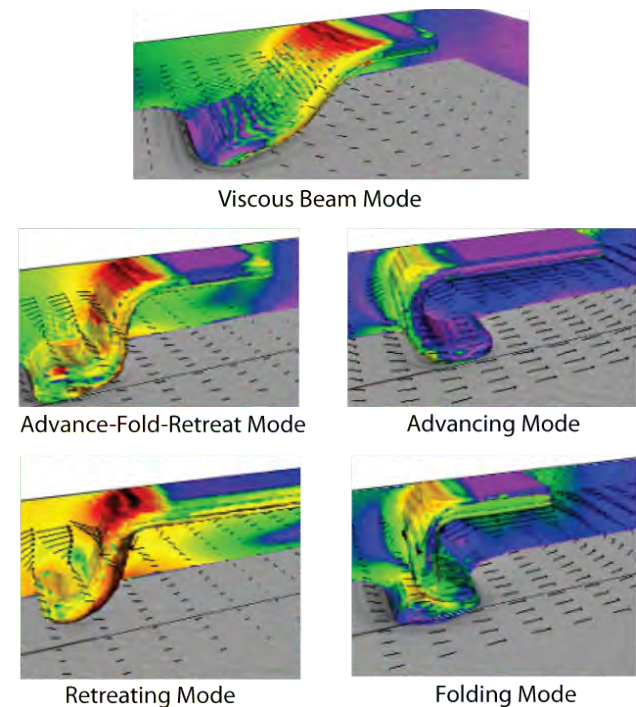 Viscous Beam Mode
Advance-Fold-Retreat Mode
Advancing Mode
Retreating Mode
Folding Mode